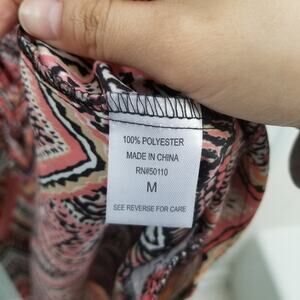 100% POLYESTER
MADE IN CHINA
RN#50110
M
SEE REVERSE FOR CARE